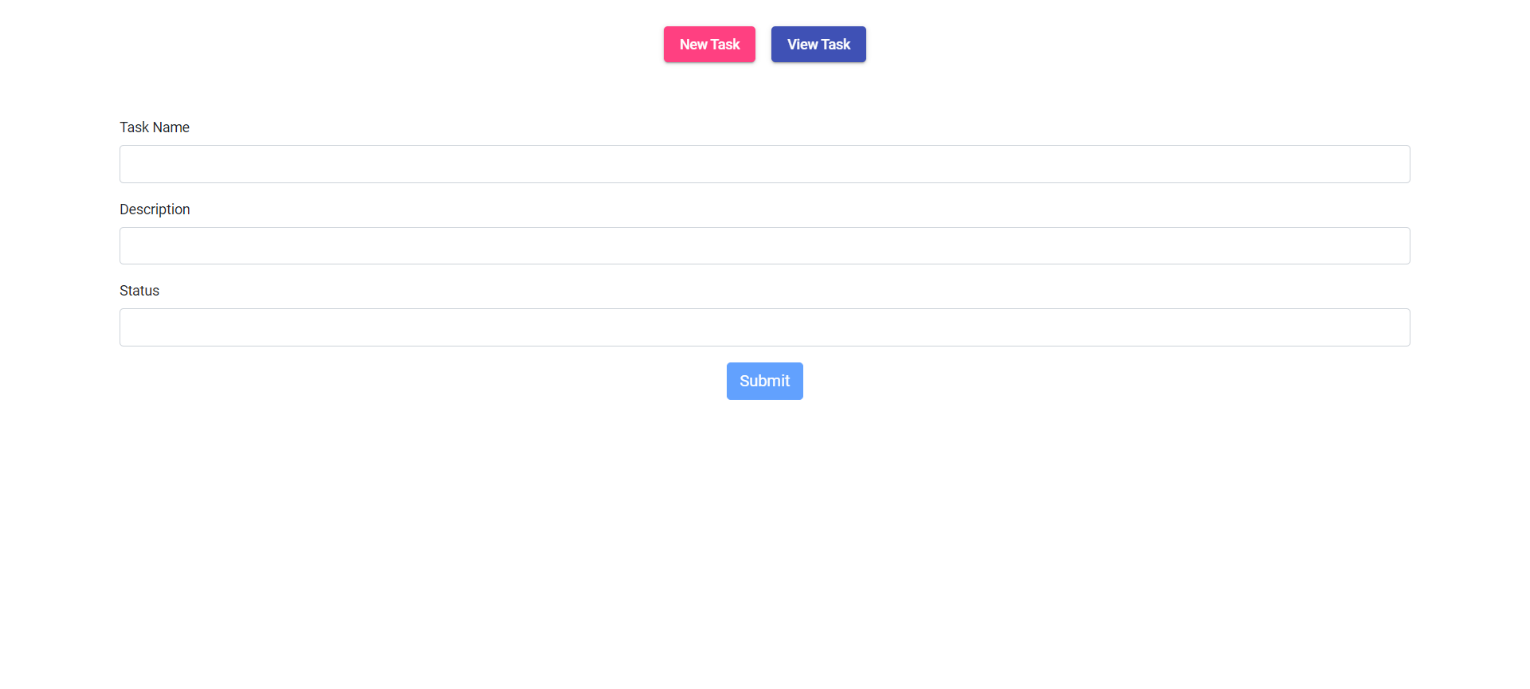 New Task View Task
Task Name
Description
Status
Submit